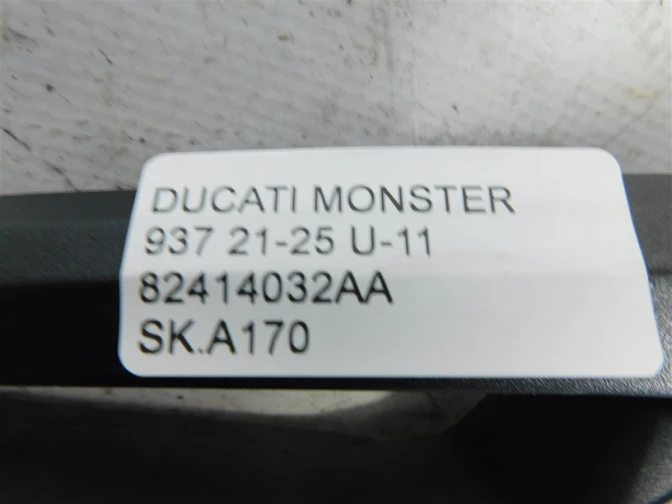 DUCATI MONSTER
937 21-25 U-11
82414032AA
SK.A170